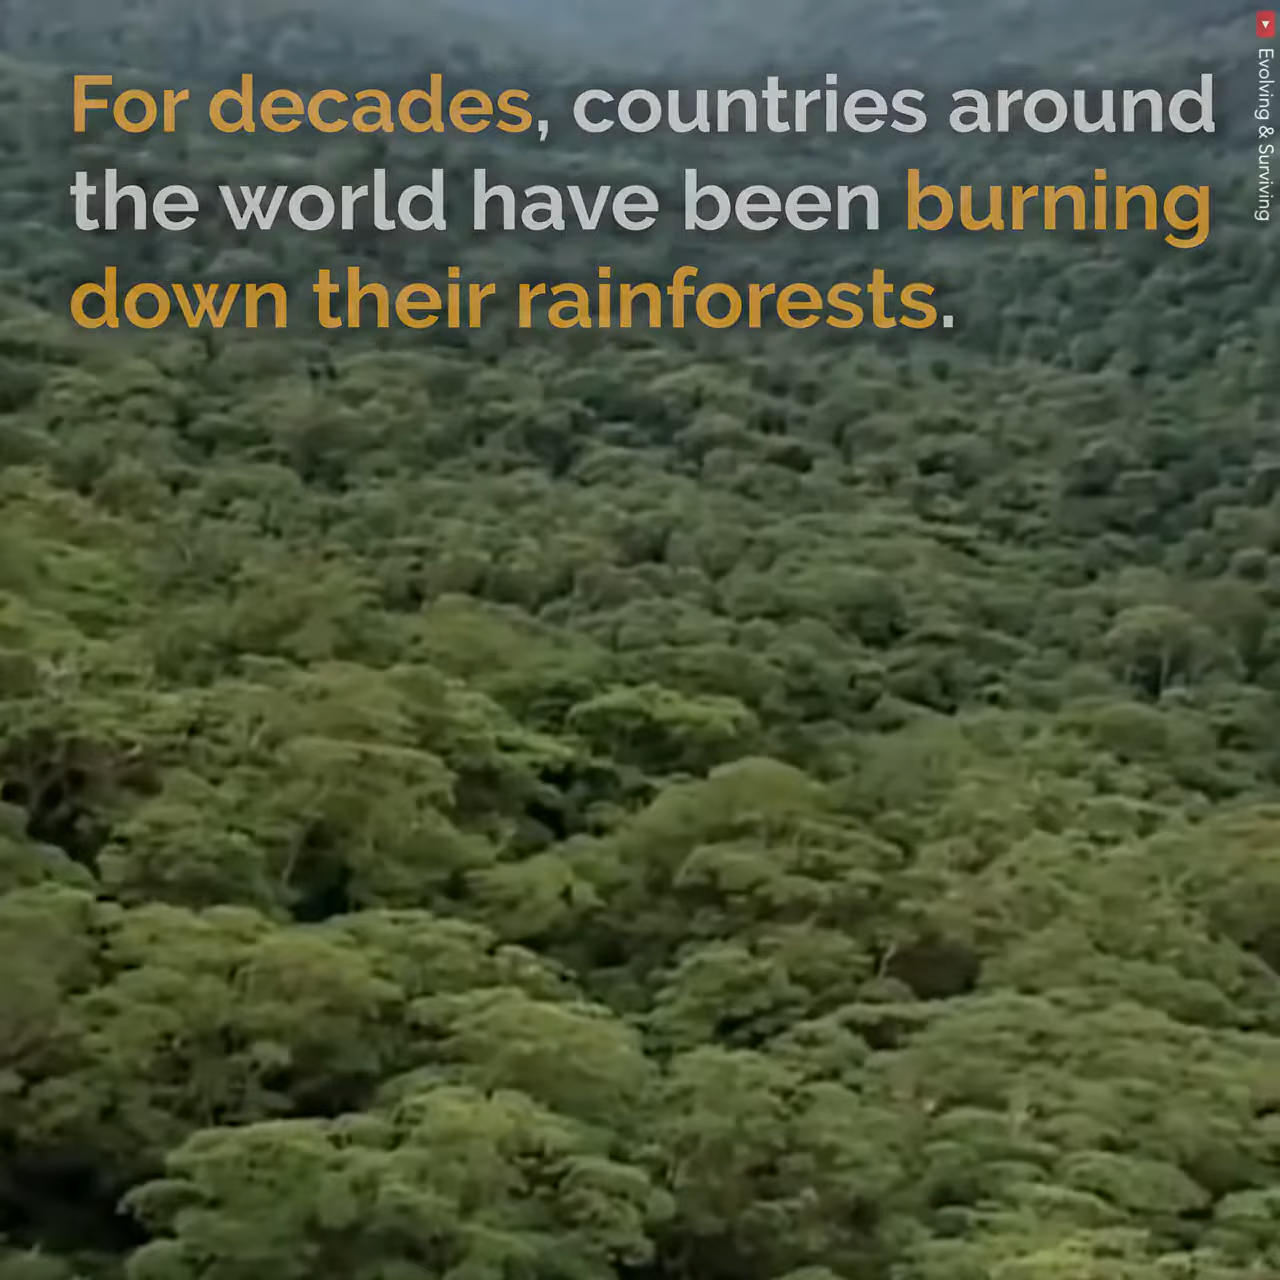 For decades, countries around
the world have been burning
down their rainforests.
Evolving & Surviving